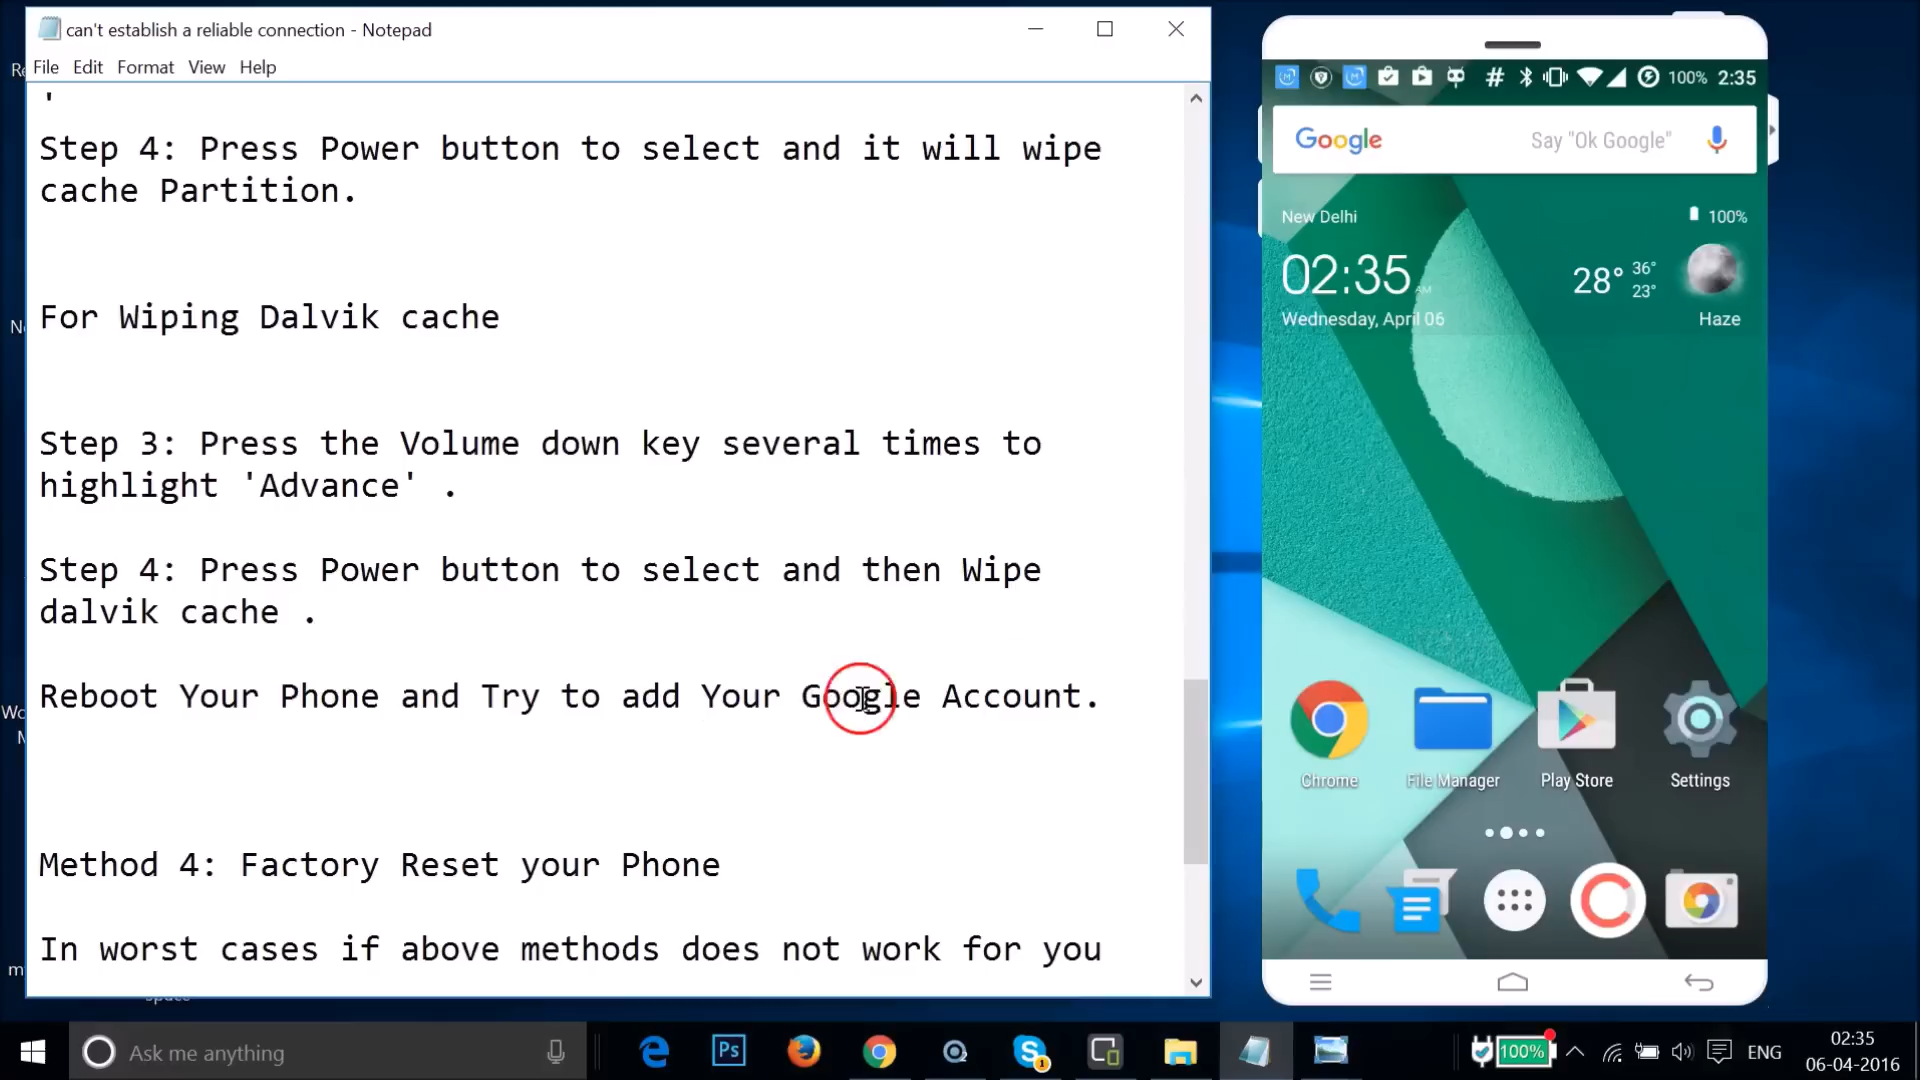 can't establish a reliable connection - Notepad
File Edit Format View Help
'
Step 4: Press Power button to select and it will wipe
cache Partition.
For Wiping Dalvik cache
Step 3: Press the Volume down key several times to
highlight 'Advance' .
Step 4: Press Power button to select and then Wipe
dalvik cache .
Reboot Your Phone and Try to add Your Google Account.
Method 4: Factory Reset your Phone
In worst cases if above methods does not work for you
100% 2:35
Google Say "Ok Google"
New Delhi 100%
02:35 AM 28° 36° 23°
Wednesday, April 06 Haze
Chrome File Manager Play Store Settings
space
Ask me anything
Ps
1
100%
ENG
02:35
06-04-2016